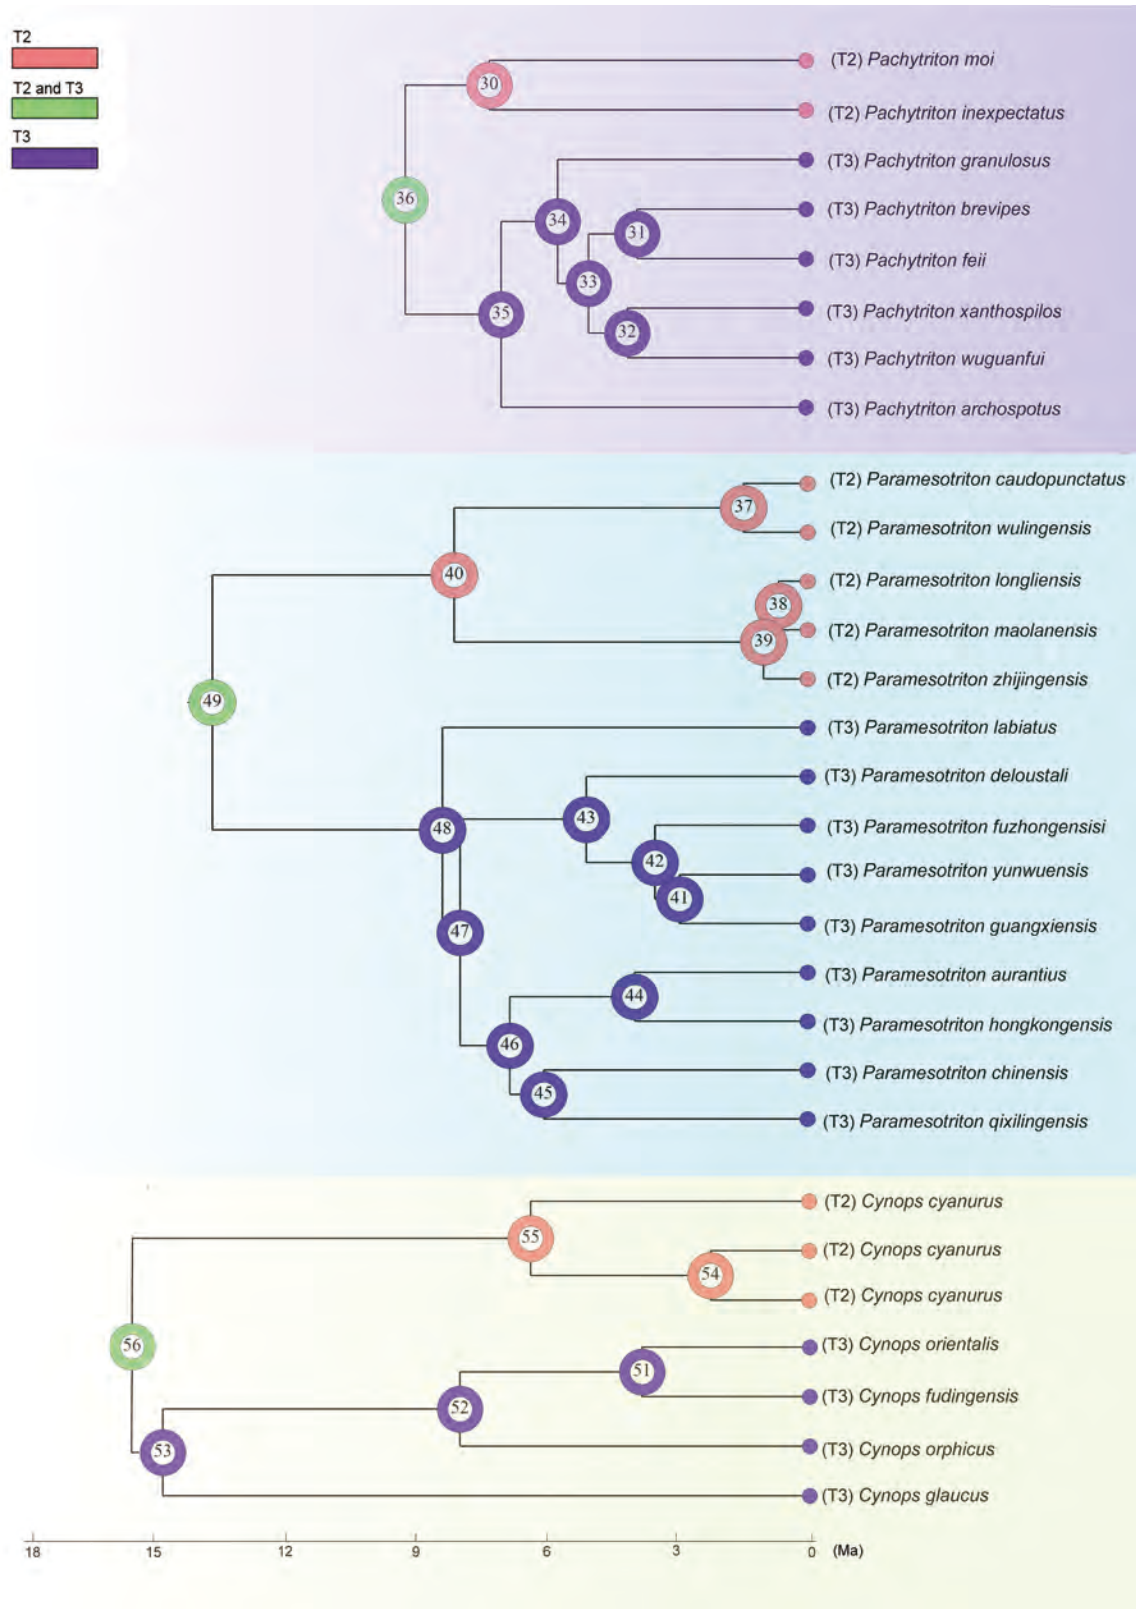 T2
T2 and T3
T3
(T2) Pachytriton moi
30
(T2) Pachytriton inexpectatus
(T3) Pachytriton granulosus
36
(T3) Pachytriton brevipes
34
31
(T3) Pachytriton feii
33
(T3) Pachytriton xanthospilos
35
32
(T3) Pachytriton wuguanfui
(T3) Pachytriton archospotus
(T2) Paramesotriton caudopunctatus
37
(T2) Paramesotriton wulingensis
40
(T2) Paramesotriton longliensis
38
(T2) Paramesotriton maolanensis
39
(T2) Paramesotriton zhijingensis
49
(T3) Paramesotriton labiatus
(T3) Paramesotriton deloustali
43
(T3) Paramesotriton fuzhongensisi
48
42
(T3) Paramesotriton yunwuensis
41
(T3) Paramesotriton guangxiensis
47
(T3) Paramesotriton aurantius
44
(T3) Paramesotriton hongkongensis
46
(T3) Paramesotriton chinensis
45
(T3) Paramesotriton qixilingensis
(T2) Cynops cyanurus
55
(T2) Cynops cyanurus
54
(T2) Cynops cyanurus
56
(T3) Cynops orientalis
51
(T3) Cynops fudingensis
52
(T3) Cynops orphicus
53
(T3) Cynops glaucus
18 15 12 9 6 3 0 (Ma)